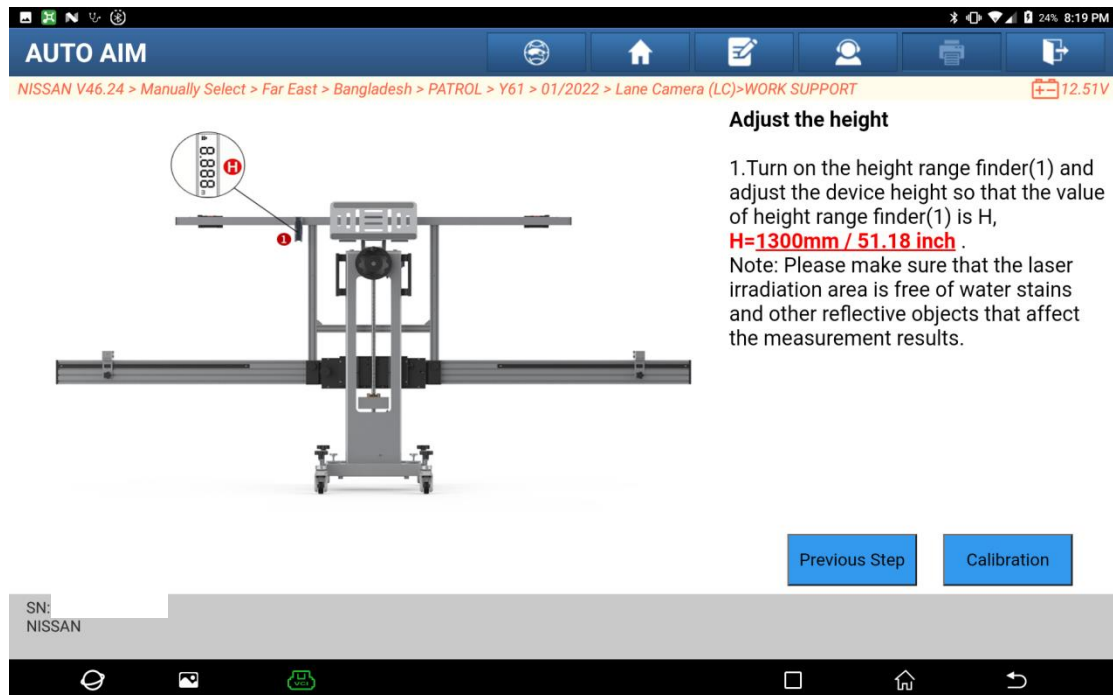 24% 8:19 PM
AUTO AIM
NISSAN V46.24 > Manually Select > Far East > Bangladesh > PATROL > Y61 > 01/2022 > Lane Camera (LC)>WORK SUPPORT
12.51V
Adjust the height
1.Turn on the height range finder(1) and
adjust the device height so that the value
of height range finder(1) is H,
H=1300mm / 51.18 inch .
Note: Please make sure that the laser
irradiation area is free of water stains
and other reflective objects that affect
the measurement results.
8.888
H
1
Previous Step
Calibration
SN:
NISSAN
VCI